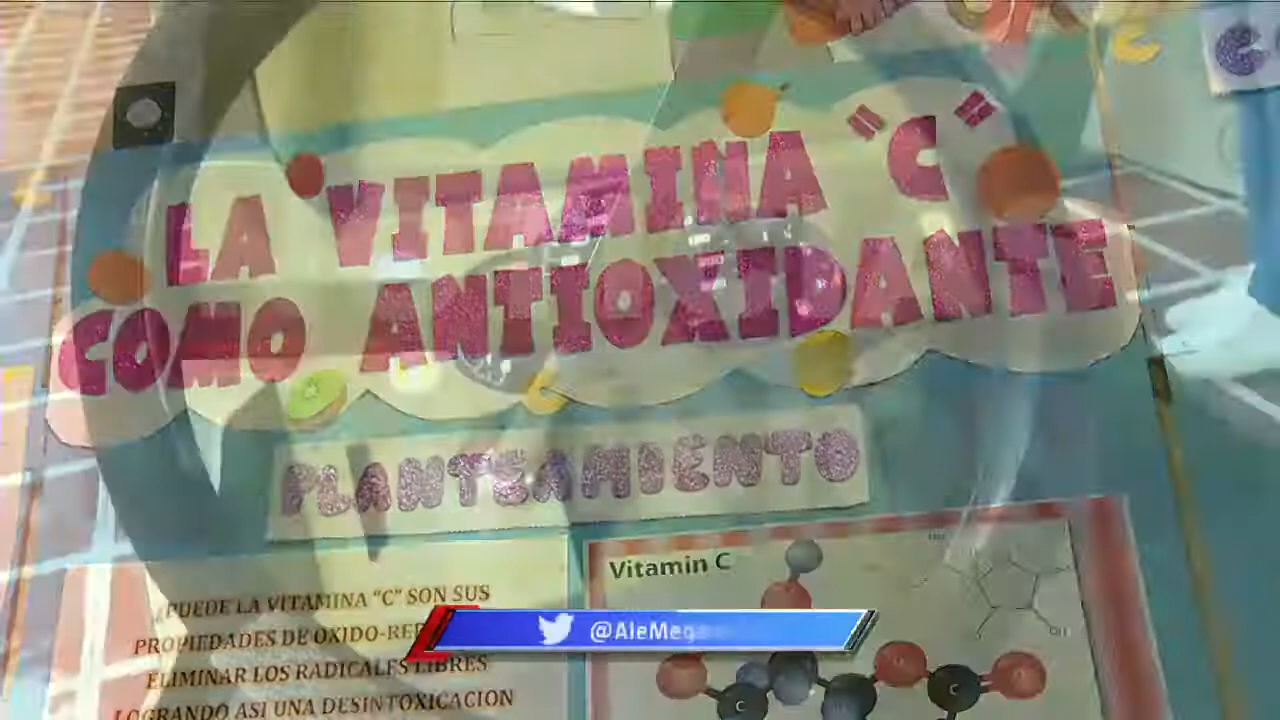 LA VITAMINA "C"
COMO ANTIOXIDANTE
PLANTEAMIENTO
¿PUEDE LA VITAMINA "C" SON SUS
PROPIEDADES DE OXIDO-RE
ELIMINAR LOS RADICALES LIBRES
LOGRANDO ASI UNA DESINTOXICACION
Vitamin C
@AleMega
C
C